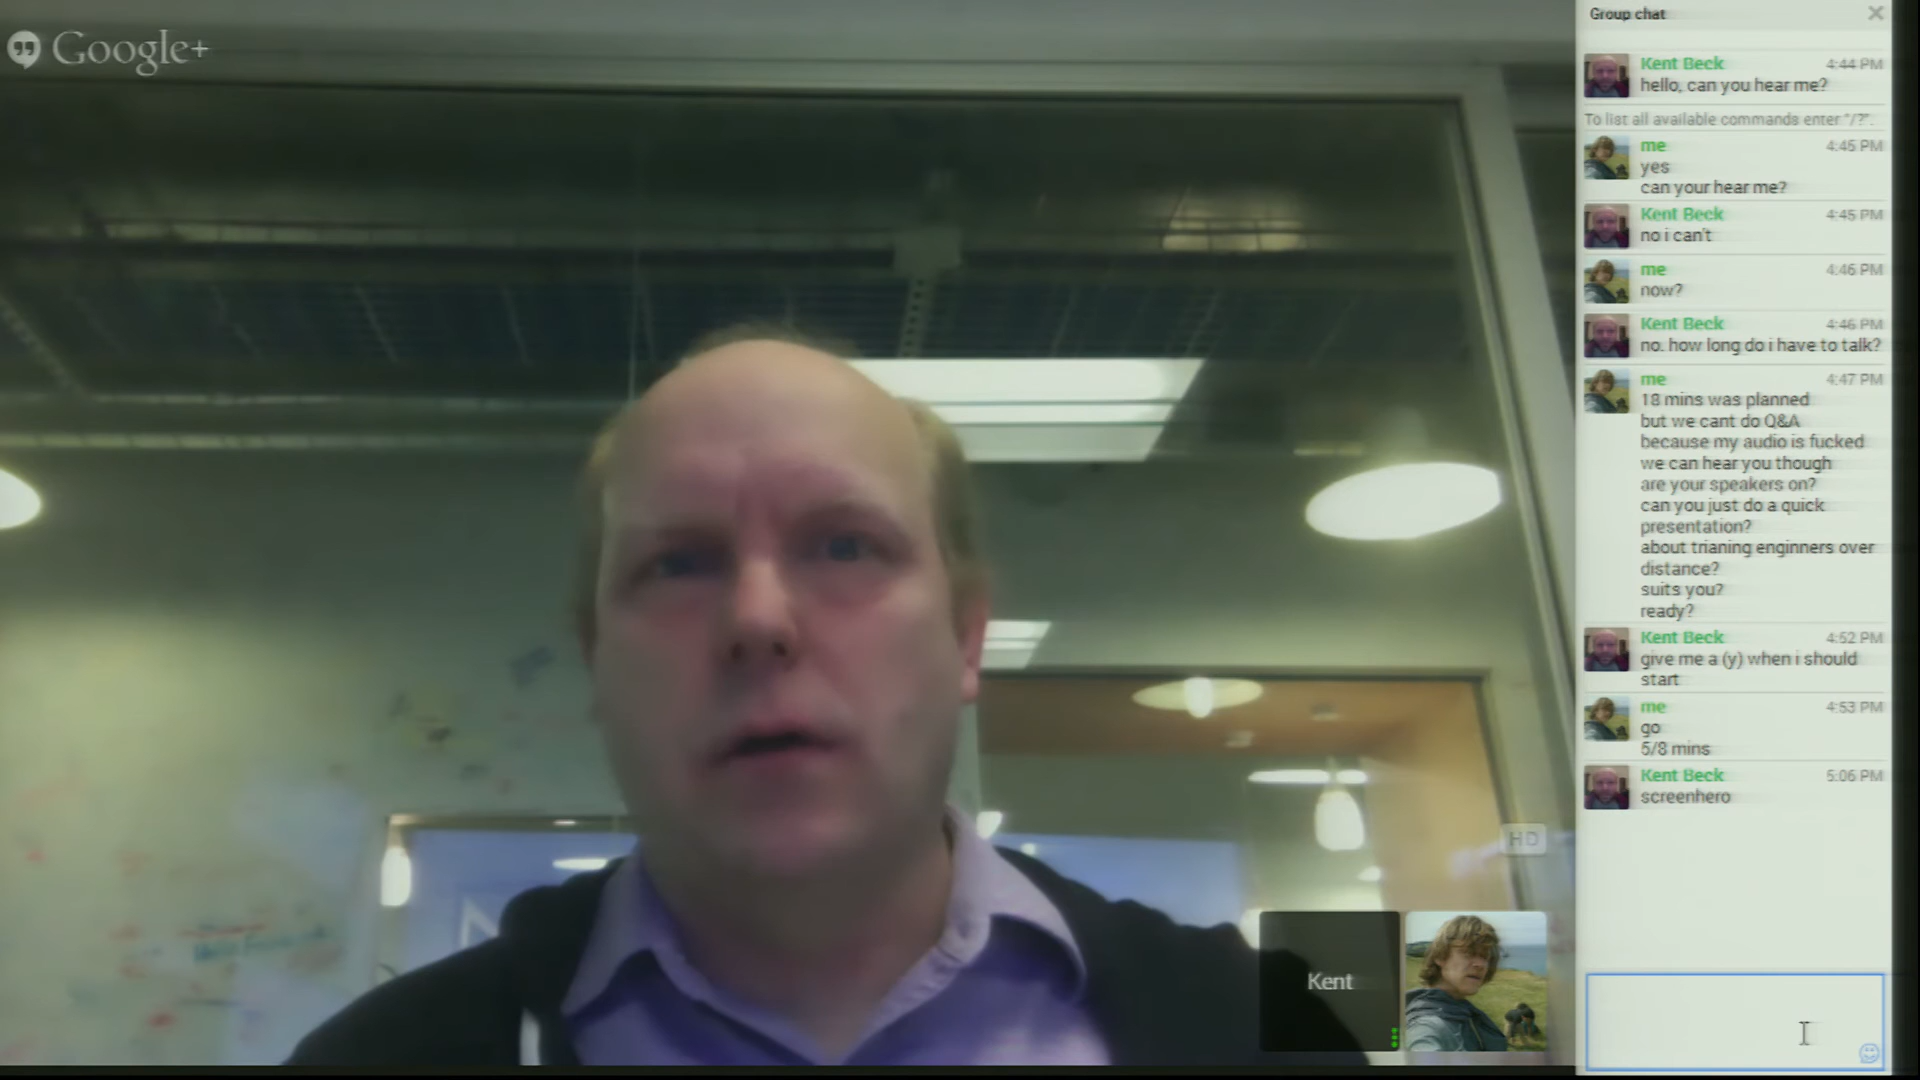 Google+
Group chat
Kent Beck 4:44 PM
hello, can you hear me?
To list all available commands enter "/?".
me 4:45 PM
yes
can your hear me?
Kent Beck 4:45 PM
no i can't
me 4:46 PM
now?
Kent Beck 4:46 PM
no. how long do i have to talk?
me 4:47 PM
18 mins was planned
but we cant do Q&A
because my audio is fucked
we can hear you though
are your speakers on?
can you just do a quick
presentation?
about trianing enginners over
distance?
suits you?
ready?
Kent Beck 4:52 PM
give me a (y) when i should
start
me 4:53 PM
go
5/8 mins
Kent Beck 5:06 PM
screenhero
HD
Kent